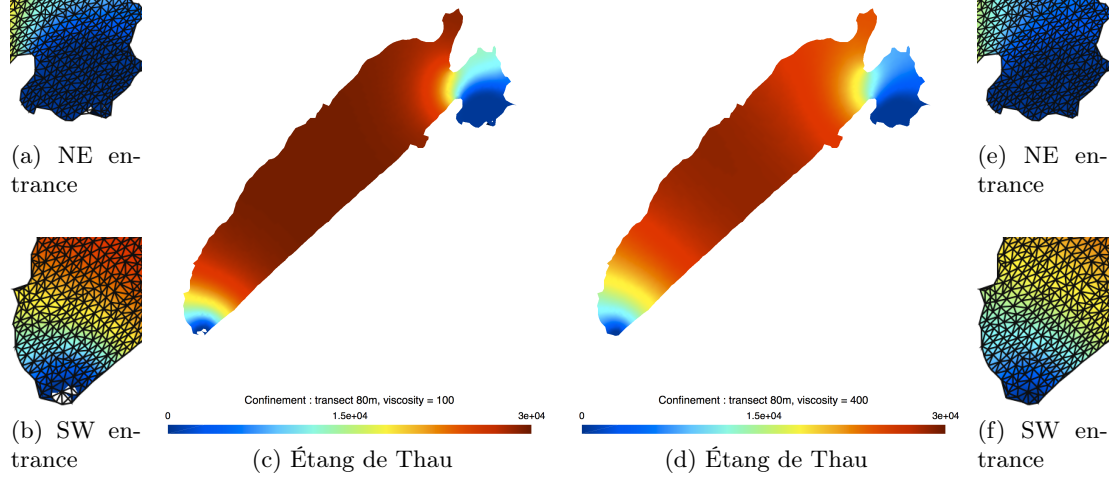 (a) NE en-
trance
(b) SW en-
trance
Confinement : transect 80m, viscosity = 100
0 1.5e+04 3e+04
(c) Étang de Thau
Confinement : transect 80m, viscosity = 400
0 1.5e+04 3e+04
(d) Étang de Thau
(e) NE en-
trance
(f) SW en-
trance